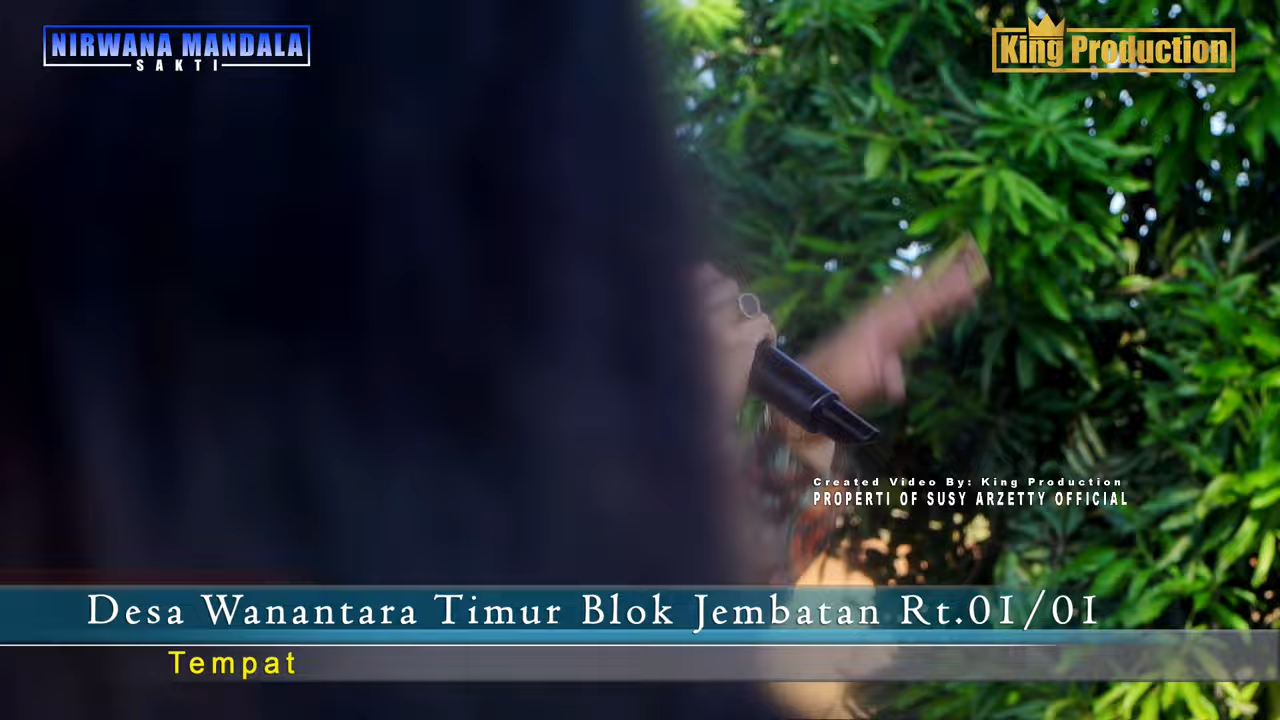 NIRWANA MANDALA
SAKTI
King Production
Created Video By: King Production
PROPERTI OF SUSY ARZETTY OFFICIAL
Desa Wanantara Timur Blok Jembatan Rt.01/01
Tempat